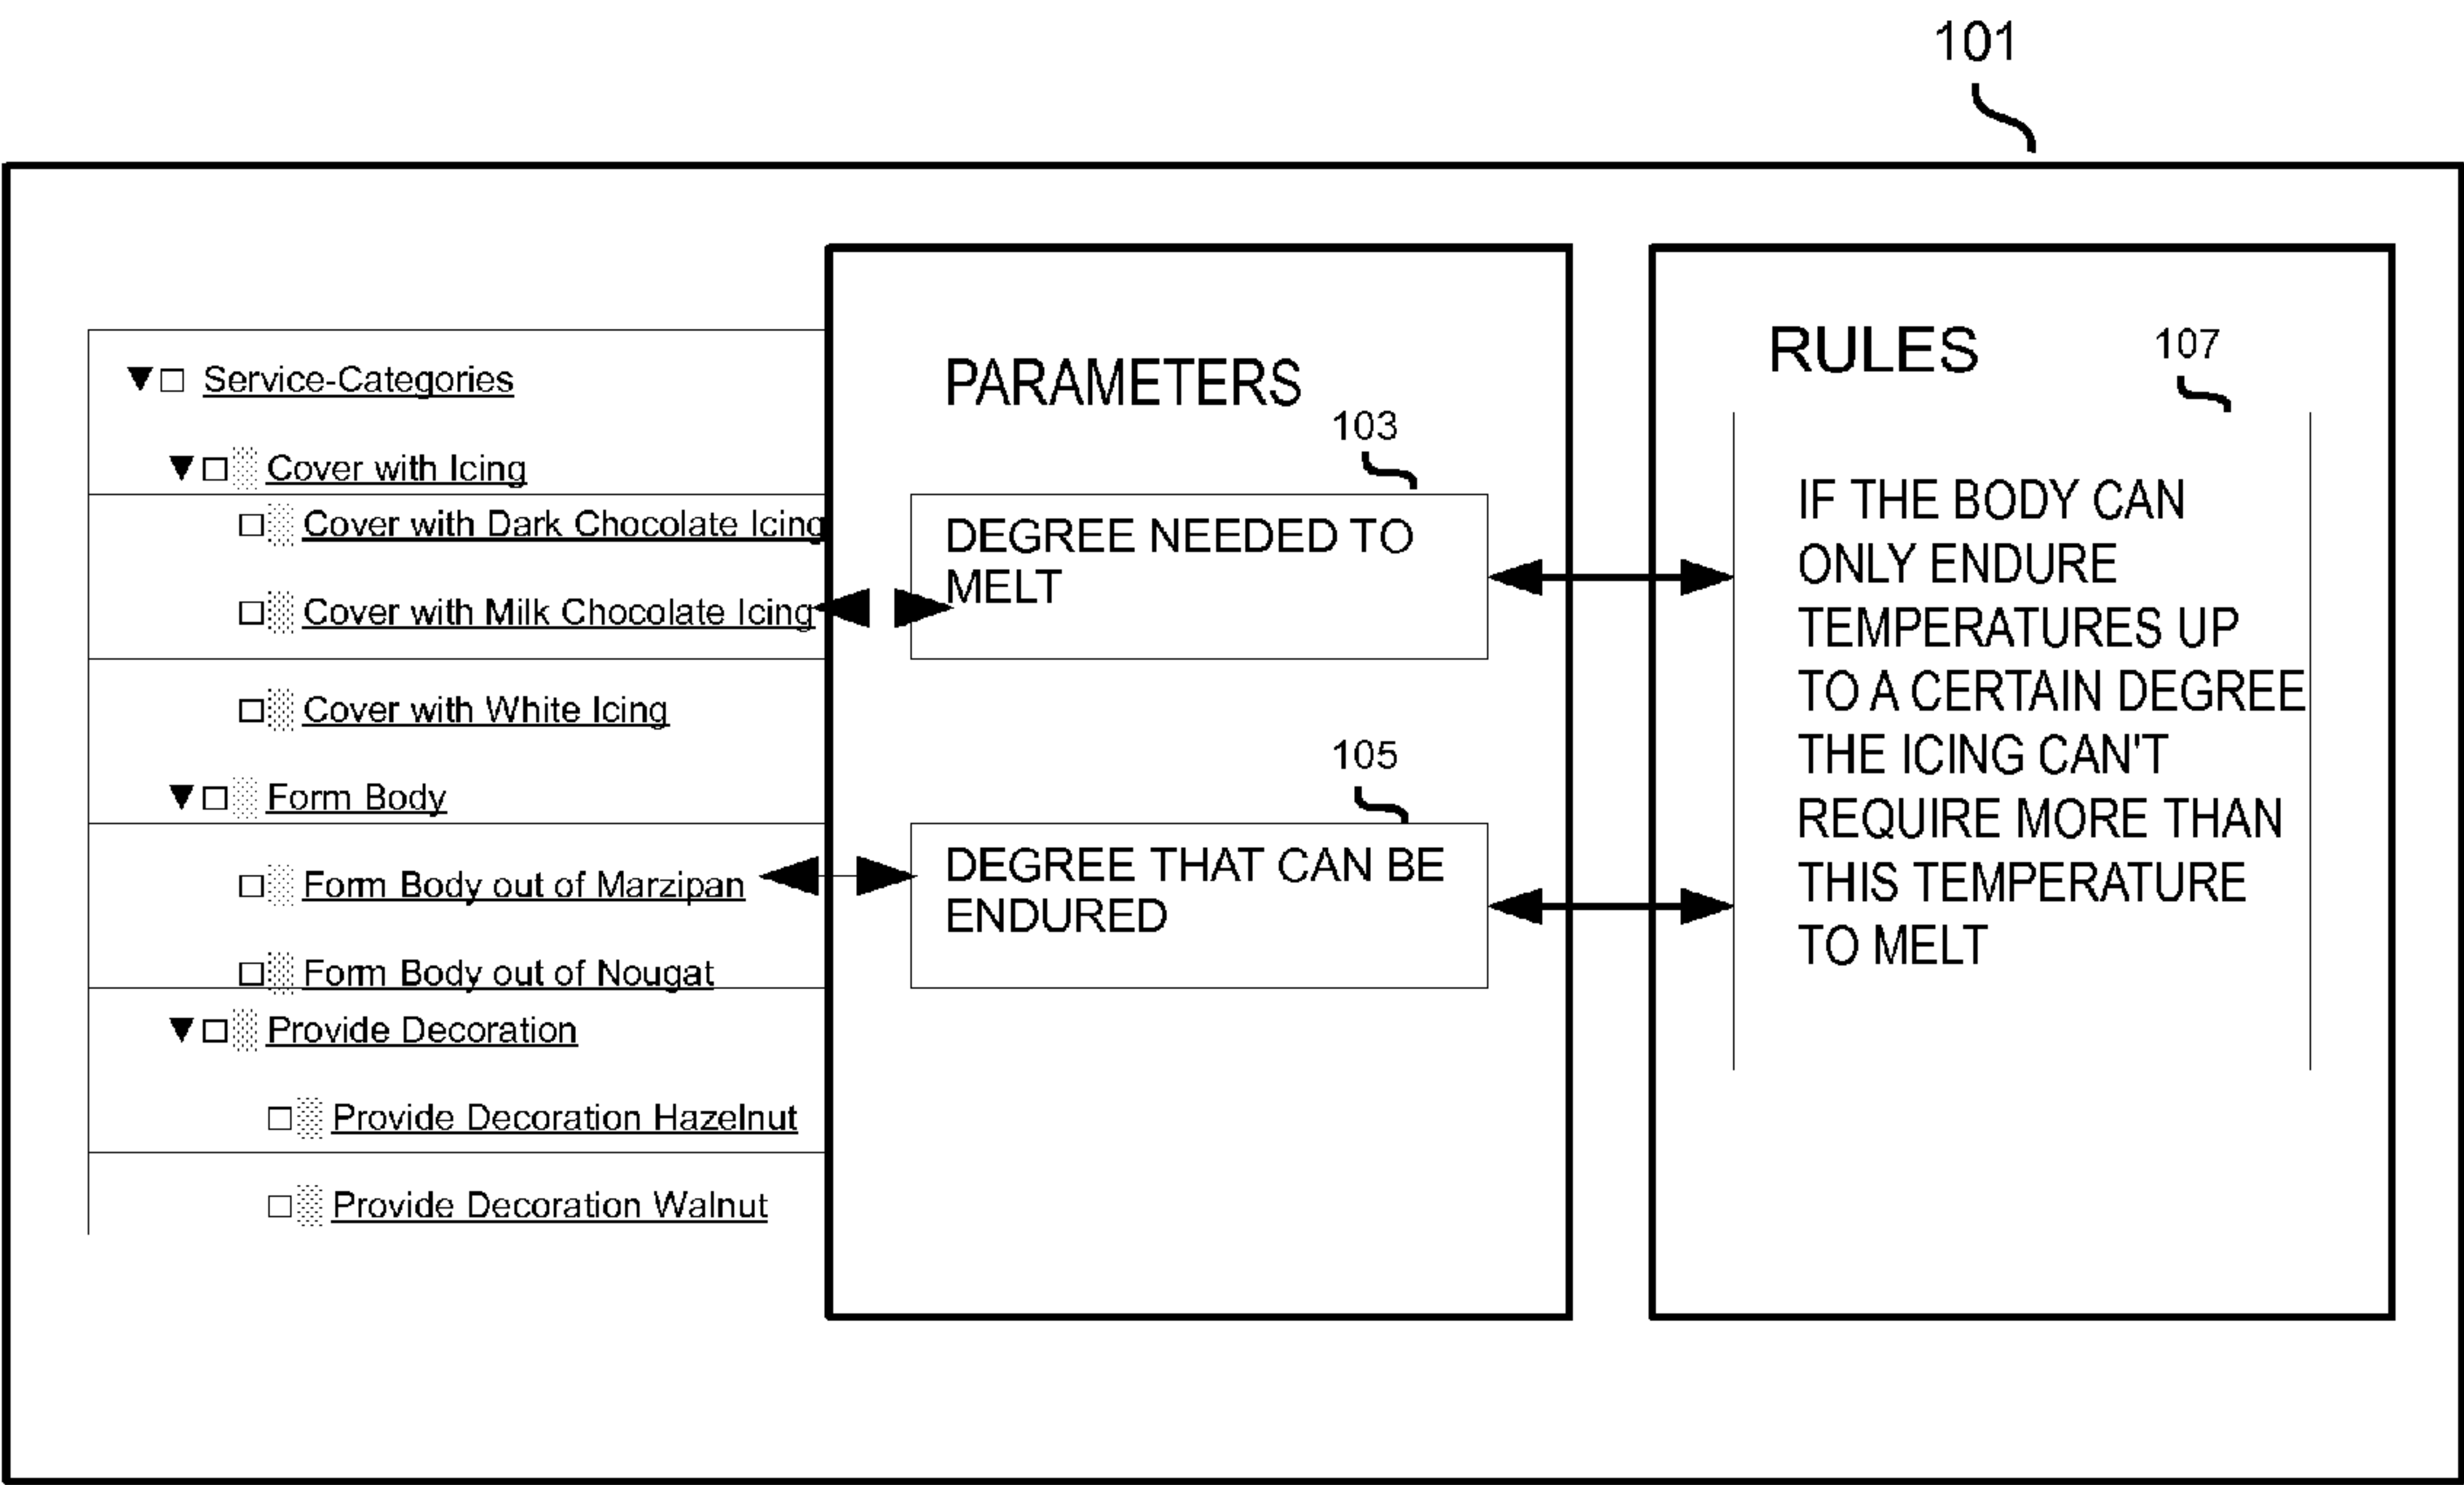 101
Service-Categories
Cover with Icing
Cover with Dark Chocolate Icing
Cover with Milk Chocolate Icing
Cover with White Icing
Form Body
Form Body out of Marzipan
Form Body out of Nougat
Provide Decoration
Provide Decoration Hazelnut
Provide Decoration Walnut
PARAMETERS
103
DEGREE NEEDED TO
MELT
105
DEGREE THAT CAN BE
ENDURED
RULES
107
IF THE BODY CAN
ONLY ENDURE
TEMPERATURES UP
TO A CERTAIN DEGREE
THE ICING CAN'T
REQUIRE MORE THAN
THIS TEMPERATURE
TO MELT